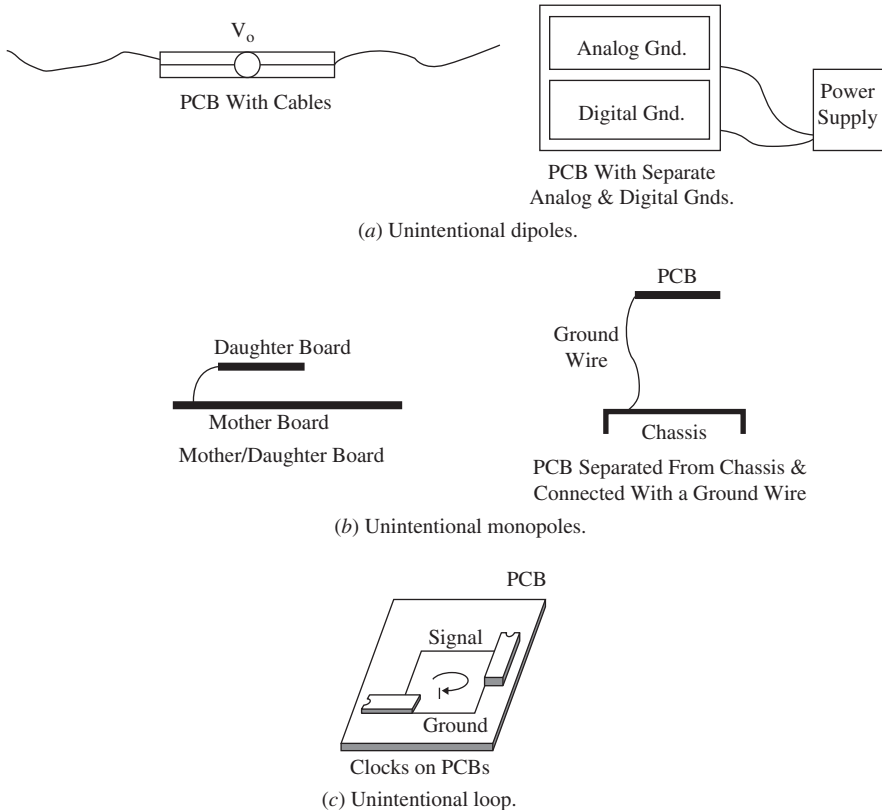 V₀
PCB With Cables
Analog Gnd.
Digital Gnd.
Power
Supply
PCB With Separate
Analog & Digital Gnds.
(a) Unintentional dipoles.
Daughter Board
Mother Board
Mother/Daughter Board
PCB
Ground
Wire
Chassis
PCB Separated From Chassis &
Connected With a Ground Wire
(b) Unintentional monopoles.
PCB
Signal
I
Ground
Clocks on PCBs
(c) Unintentional loop.